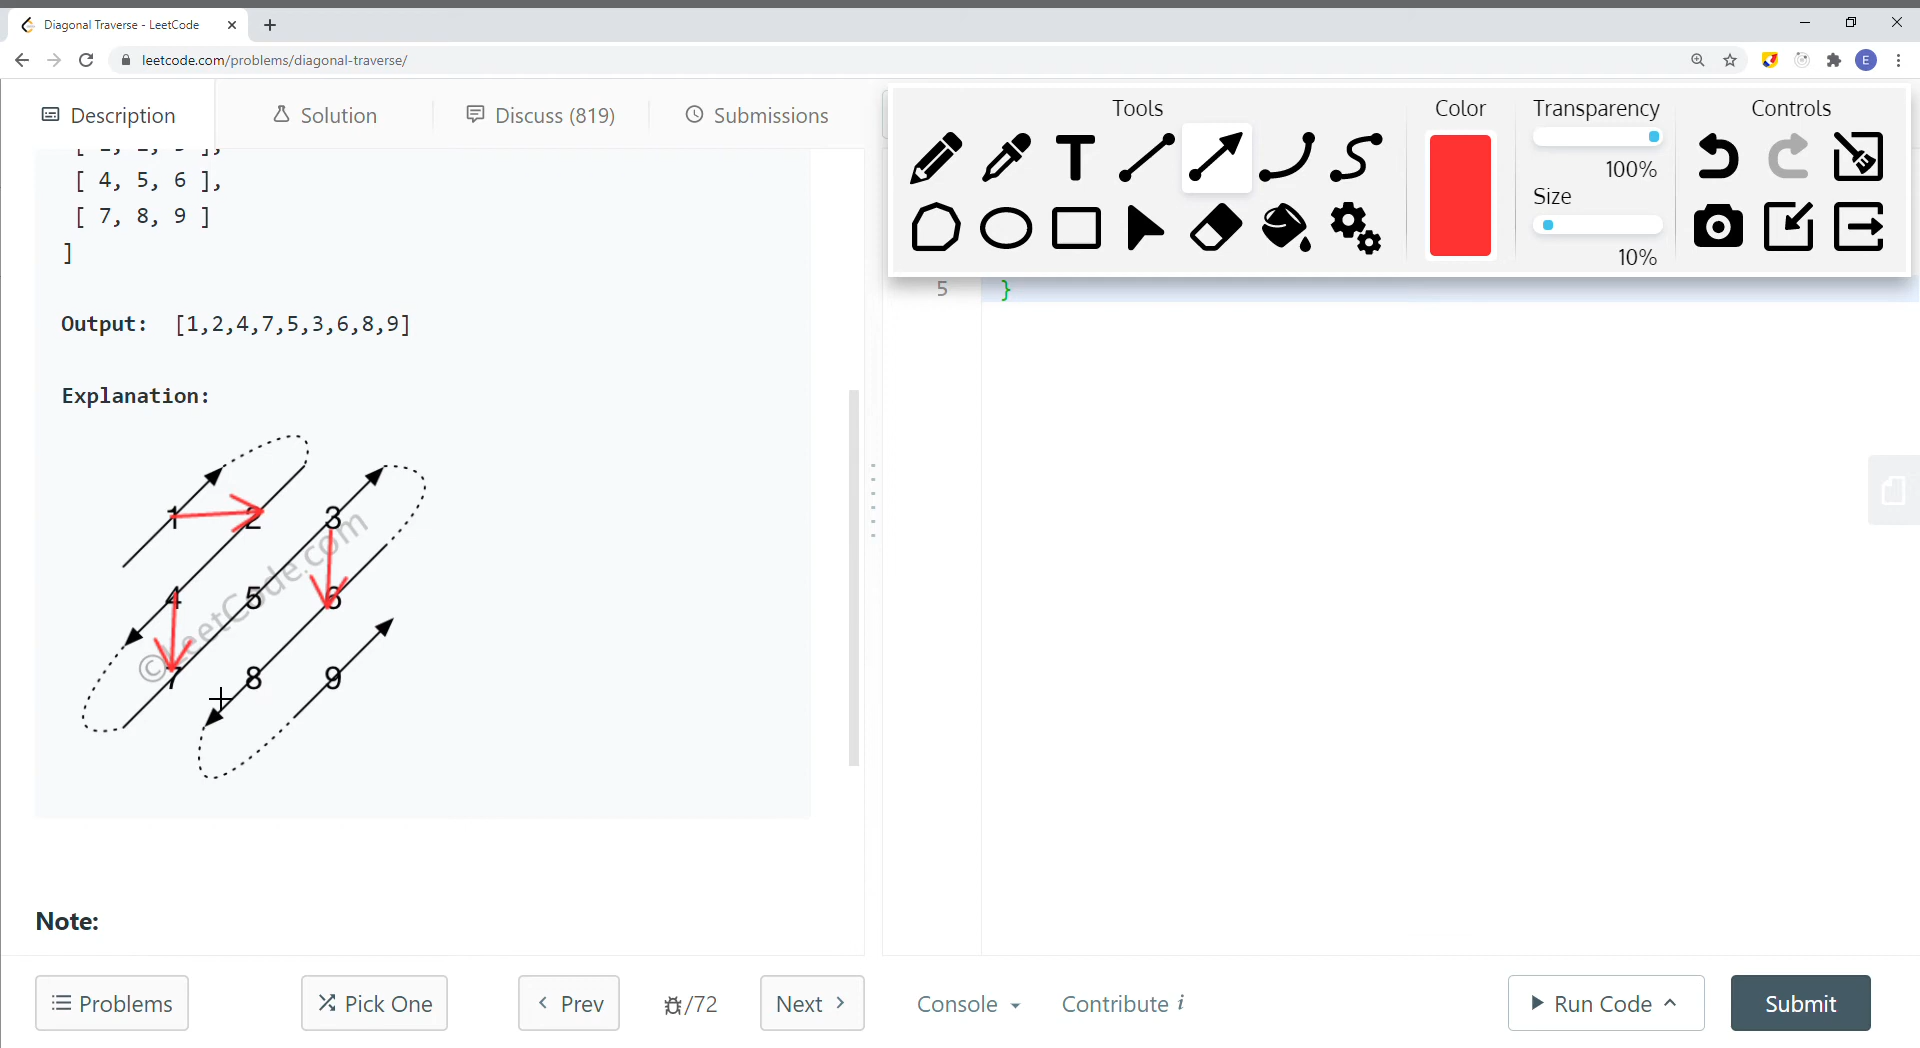 Diagonal Traverse - LeetCode
leetcode.com/problems/diagonal-traverse/
E
Description
Solution
Discuss (819)
Submissions
[ 4, 5, 6 ],
[ 7, 8, 9 ]
]
Output: [1,2,4,7,5,3,6,8,9]
Explanation:
1 2 3
4 5 6
7 8 9
©LeetCode.com
Note:
Tools
T
Color
Transparency
100%
Size
10%
Controls
5 }
Problems
Pick One
Prev
/72
Next
Console
Contribute i
Run Code
Submit